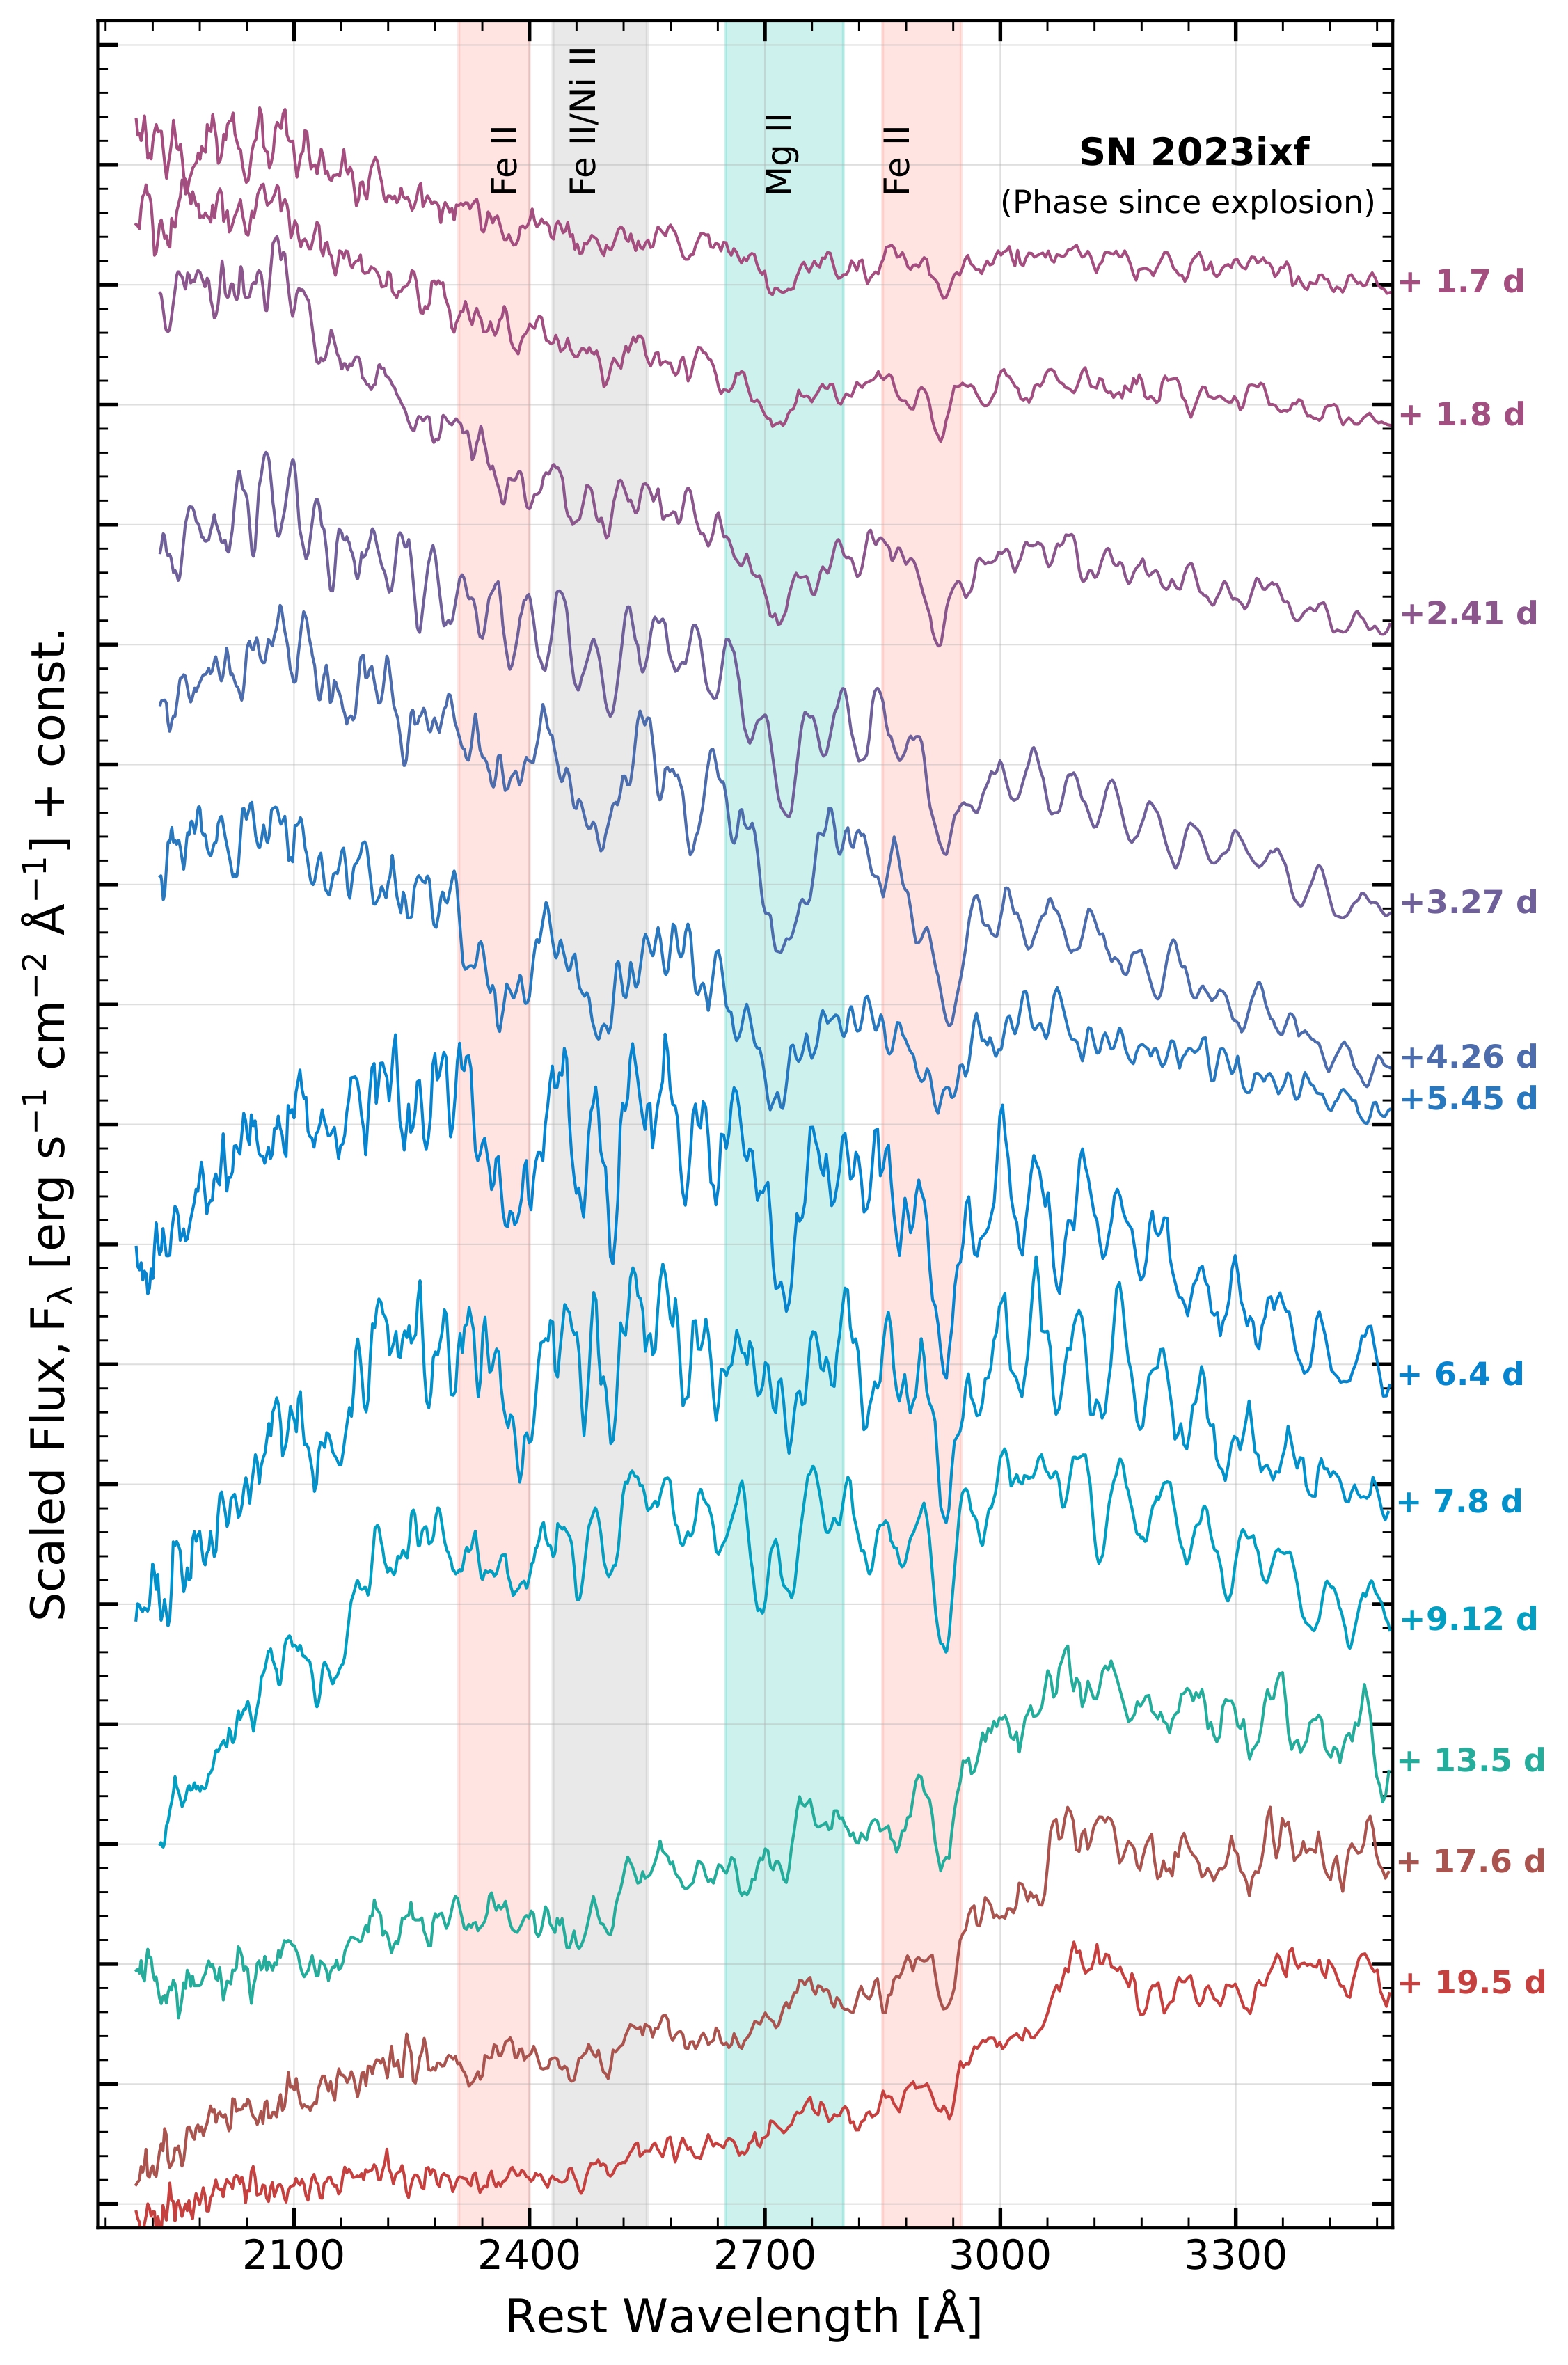 Fe II
Fe II/Ni II
Mg II
Fe II
SN 2023ixf
(Phase since explosion)
+ 1.7 d
+ 1.8 d
+2.41 d
+3.27 d
+4.26 d
+5.45 d
+ 6.4 d
+ 7.8 d
+9.12 d
+ 13.5 d
+ 17.6 d
+ 19.5 d
Scaled Flux, F_λ [erg s⁻¹ cm⁻² Å⁻¹] + const.
2100 2400 2700 3000 3300
Rest Wavelength [Å]